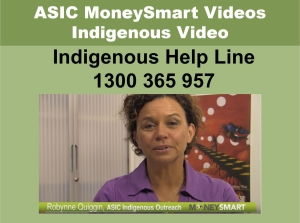 ASIC MoneySmart Videos
Indigenous Video
Indigenous Help Line
1300 365 957
Robynne Quiggin, ASIC Indigenous Outreach
MONEYSMART